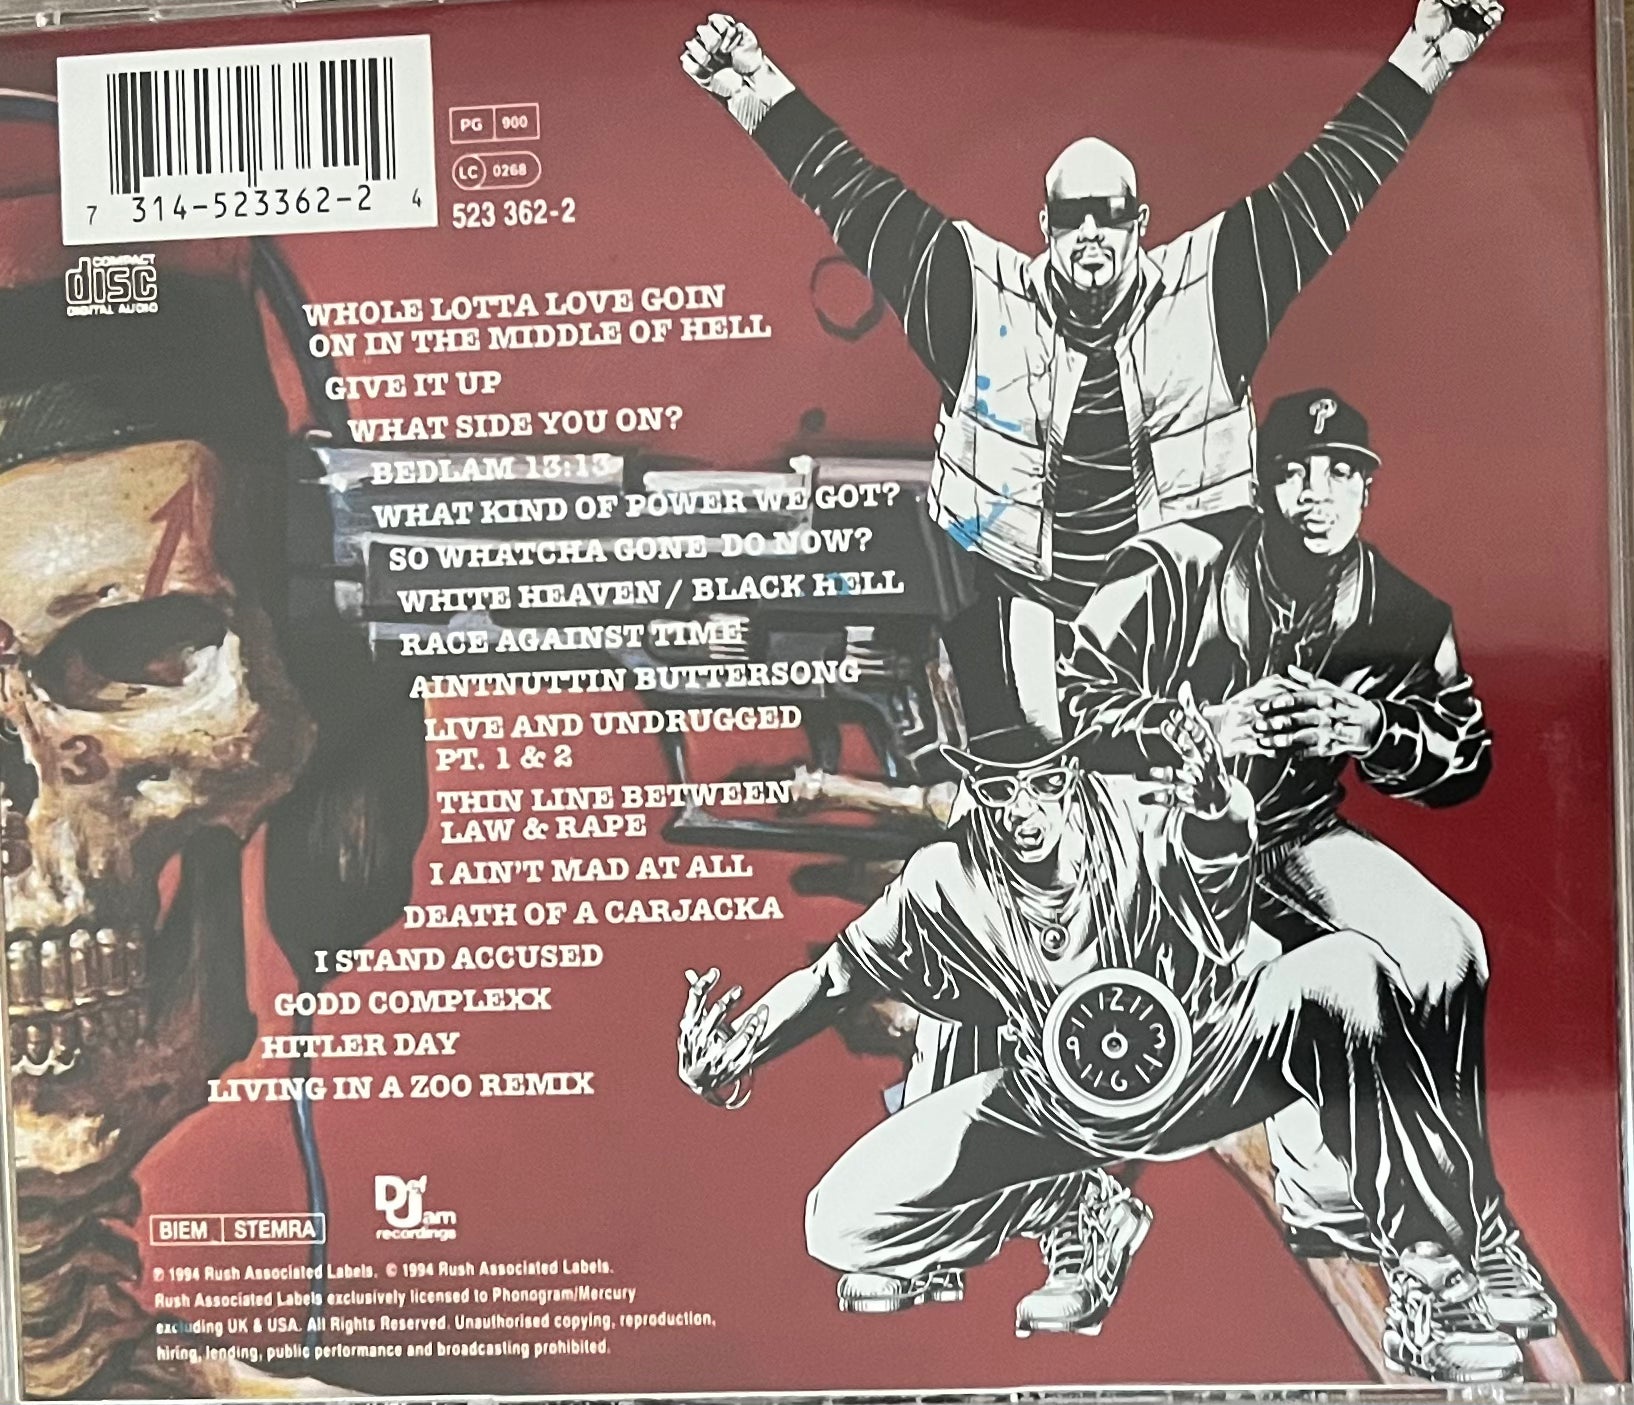 7 314-523362-2 4
PG 900
LC 0268
523 362-2
COMPACT
disc
DIGITAL AUDIO
WHOLE LOTTA LOVE GOIN
ON IN THE MIDDLE OF HELL
GIVE IT UP
WHAT SIDE YOU ON?
BEDLAM 13:13
WHAT KIND OF POWER WE GOT?
SO WHATCHA GONE DO NOW?
WHITE HEAVEN / BLACK HELL
RACE AGAINST TIME
AINTNUTTIN BUTTERSONG
LIVE AND UNDRUGGED
PT. 1 & 2
THIN LINE BETWEEN
LAW & RAPE
I AIN'T MAD AT ALL
DEATH OF A CARJACKA
I STAND ACCUSED
GODD COMPLEXX
HITLER DAY
LIVING IN A ZOO REMIX
P
12
3
6
9
3
Def Jam
recordings
BIEM STEMRA
℗ 1994 Rush Associated Labels. © 1994 Rush Associated Labels.
Rush Associated Labels exclusively licensed to Phonogram/Mercury
excluding UK & USA. All Rights Reserved. Unauthorised copying, reproduction,
hiring, lending, public performance and broadcasting prohibited.